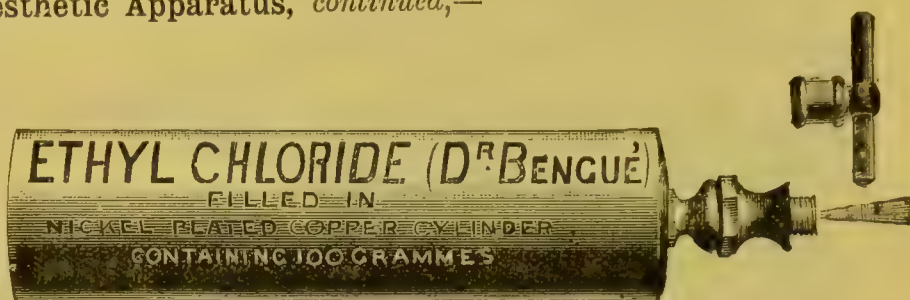 esthetic Apparatus, continued,—
ETHYL CHLORIDE (DR BENGUÉ)
FILLED IN
NICKEL PLATED COPPER CYLINDER.
CONTAINING 100 GRAMMES